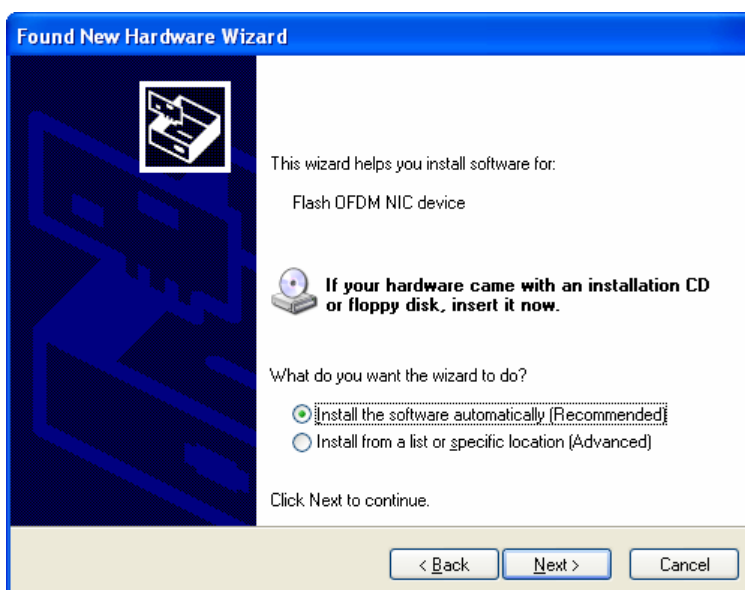 Found New Hardware Wizard
This wizard helps you install software for:
Flash OFDM NIC device
If your hardware came with an installation CD
or floppy disk, insert it now.
What do you want the wizard to do?
Install the software automatically (Recommended)
Install from a list or specific location (Advanced)
Click Next to continue.
< Back Next > Cancel